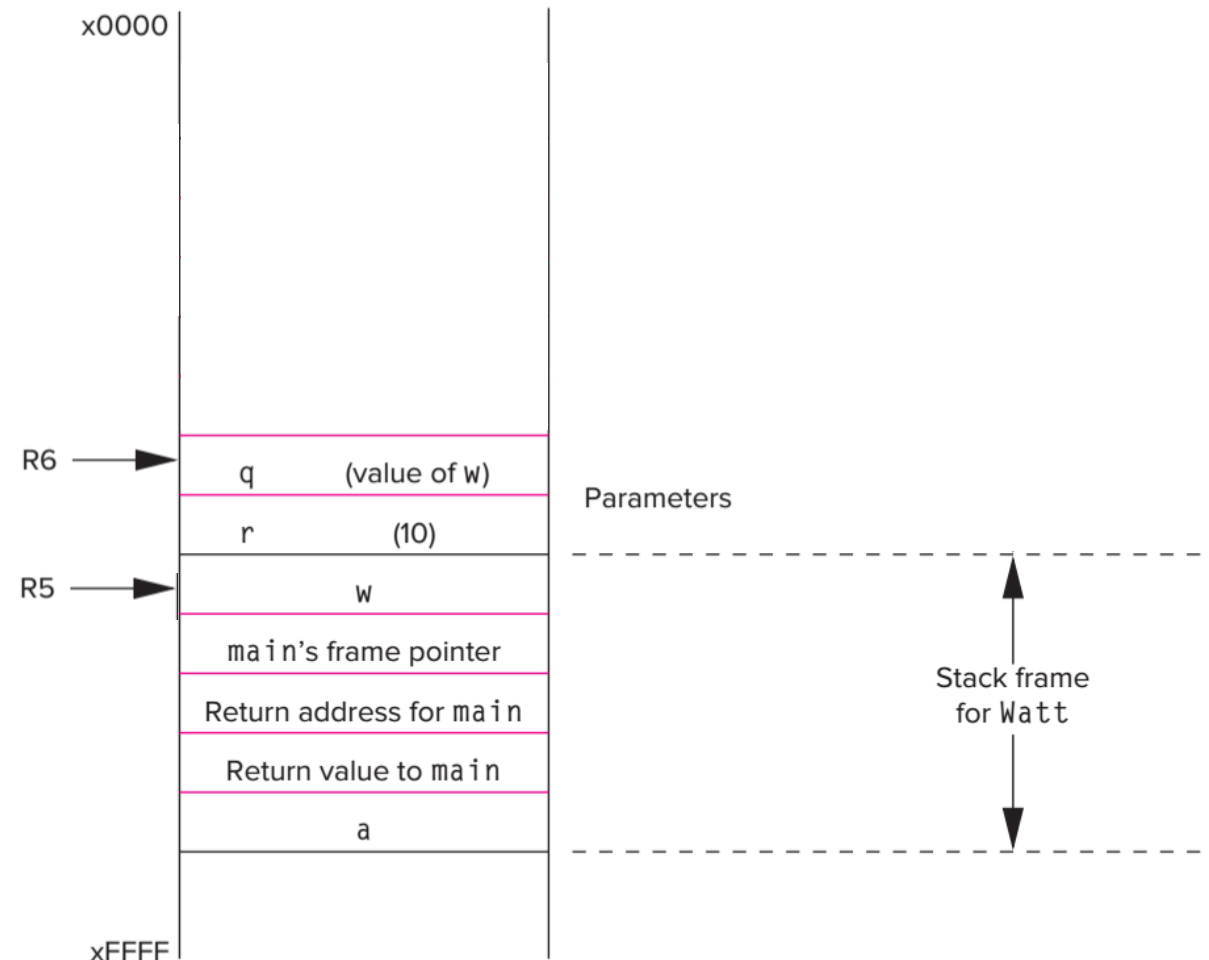 x0000
R6
q (value of w)
Parameters
r (10)
R5
w
main's frame pointer
Stack frame
for Watt
Return address for main
Return value to main
a
xFFFF